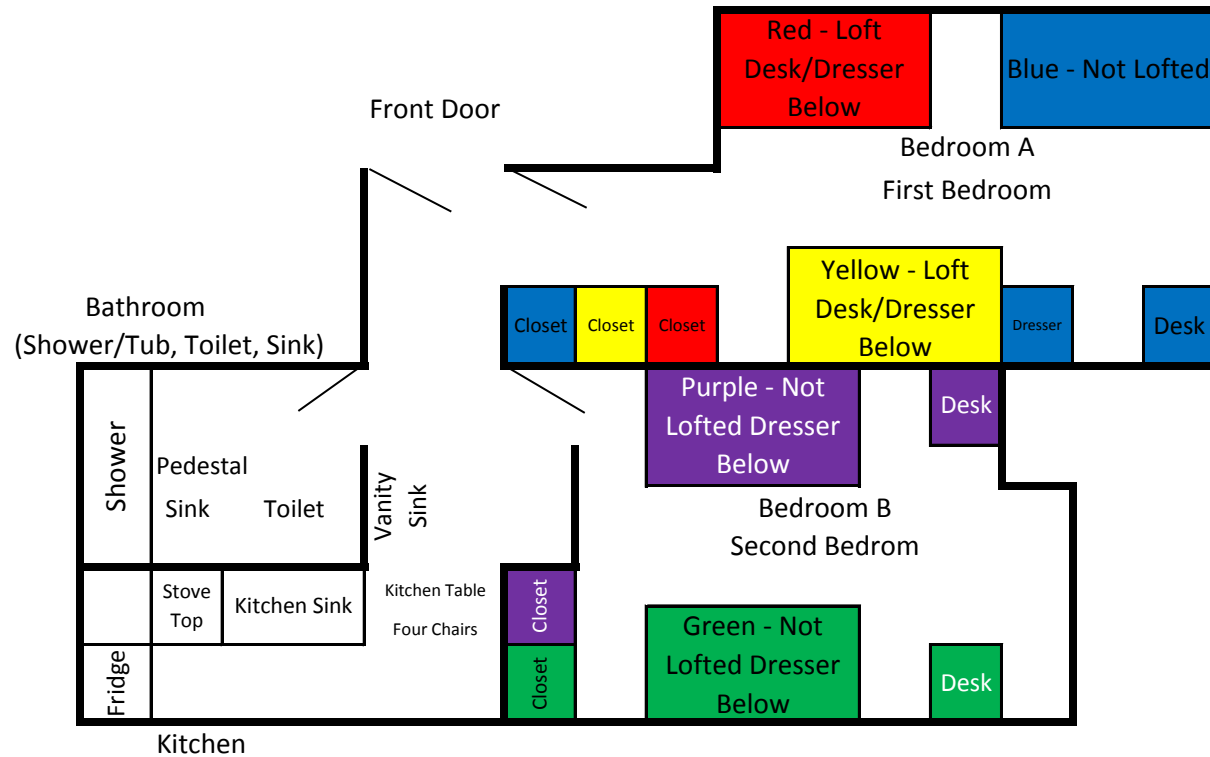 Red - Loft
Desk/Dresser
Below
Blue - Not Lofted
Front Door
Bedroom A
First Bedroom
Yellow - Loft
Desk/Dresser
Below
Closet
Closet
Closet
Dresser
Desk
Bathroom
(Shower/Tub, Toilet, Sink)
Purple - Not
Lofted Dresser
Below
Desk
Shower
Pedestal
Sink
Toilet
Vanity
Sink
Bedroom B
Second Bedrom
Stove
Top
Kitchen Sink
Kitchen Table
Four Chairs
Closet
Green - Not
Lofted Dresser
Below
Fridge
Closet
Desk
Kitchen